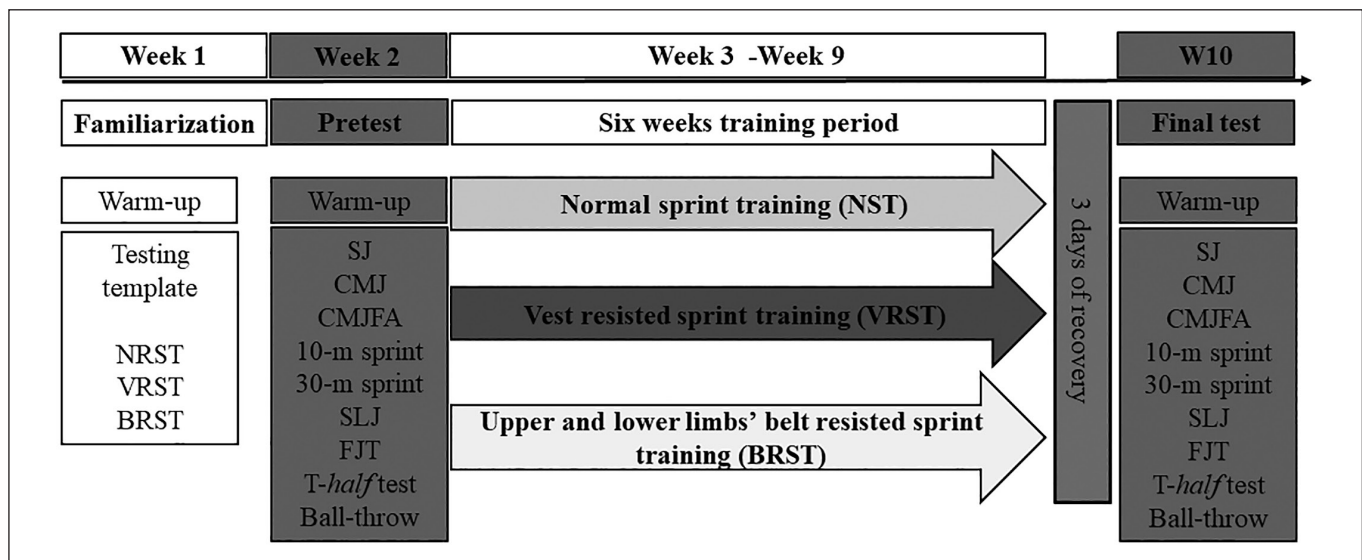 Week 1
Week 2
Week 3 -Week 9
W10
Familiarization
Pretest
Six weeks training period
Final test
Warm-up
Testing
template
NRST
VRST
BRST
Warm-up
SJ
CMJ
CMJFA
10-m sprint
30-m sprint
SLJ
FJT
T-half test
Ball-throw
Normal sprint training (NST)
Vest resisted sprint training (VRST)
Upper and lower limbs' belt resisted sprint
training (BRST)
3 days of recovery
Warm-up
SJ
CMJ
CMJFA
10-m sprint
30-m sprint
SLJ
FJT
T-half test
Ball-throw